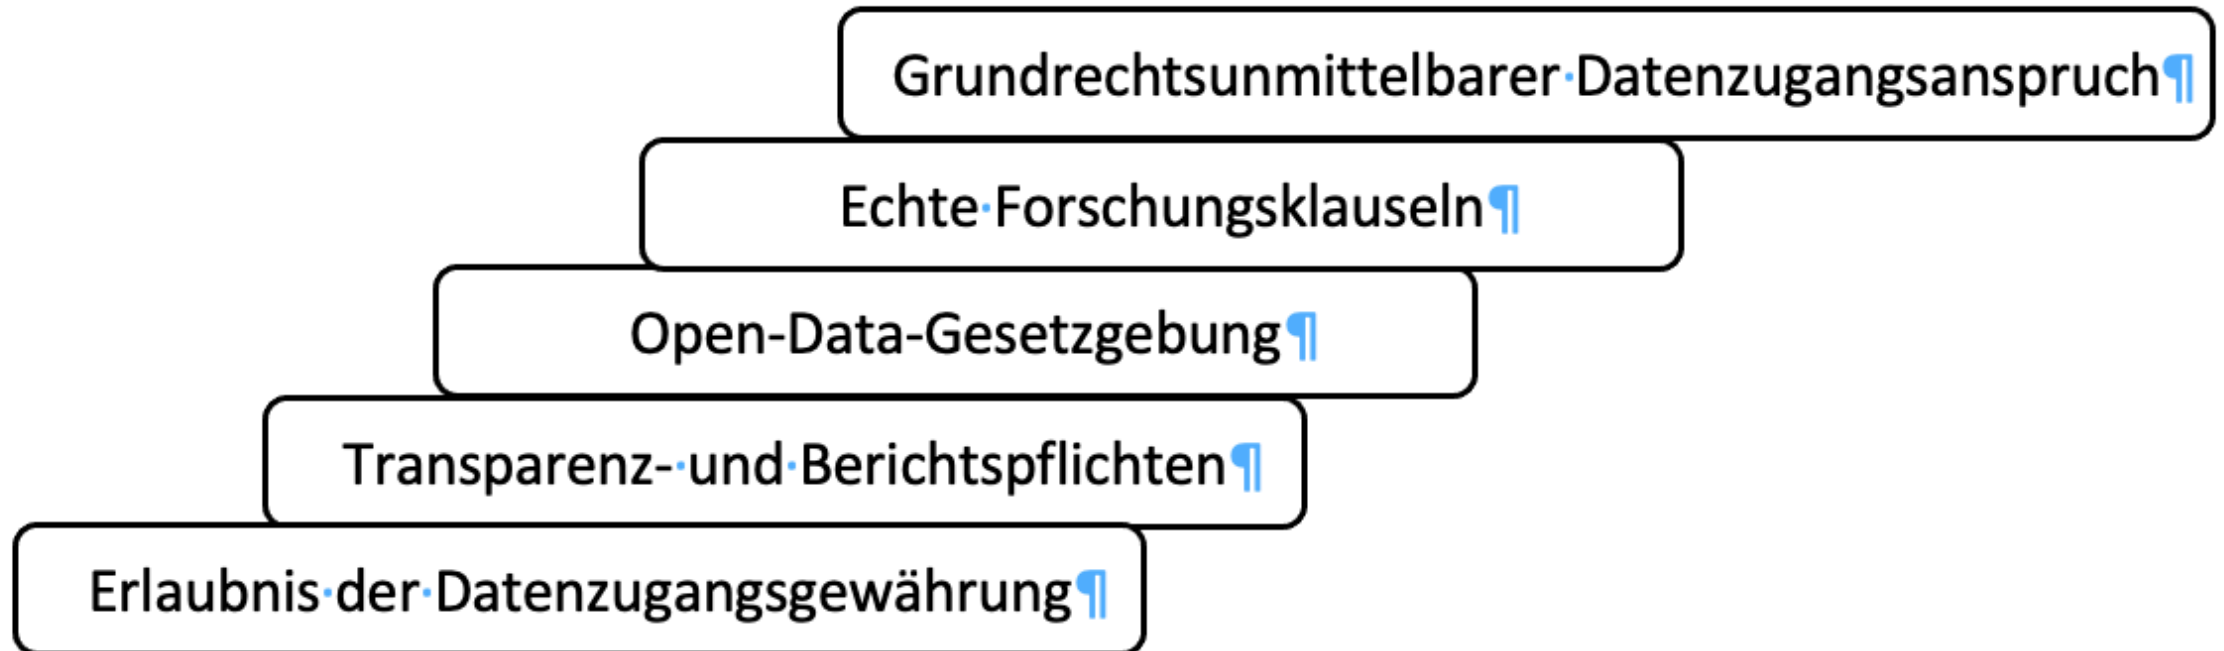 Grundrechtsunmittelbarer·Datenzugangsanspruch¶
Echte·Forschungsklauseln¶
Open-Data-Gesetzgebung¶
Transparenz-·und·Berichtspflichten¶
Erlaubnis·der·Datenzugangsgewährung¶